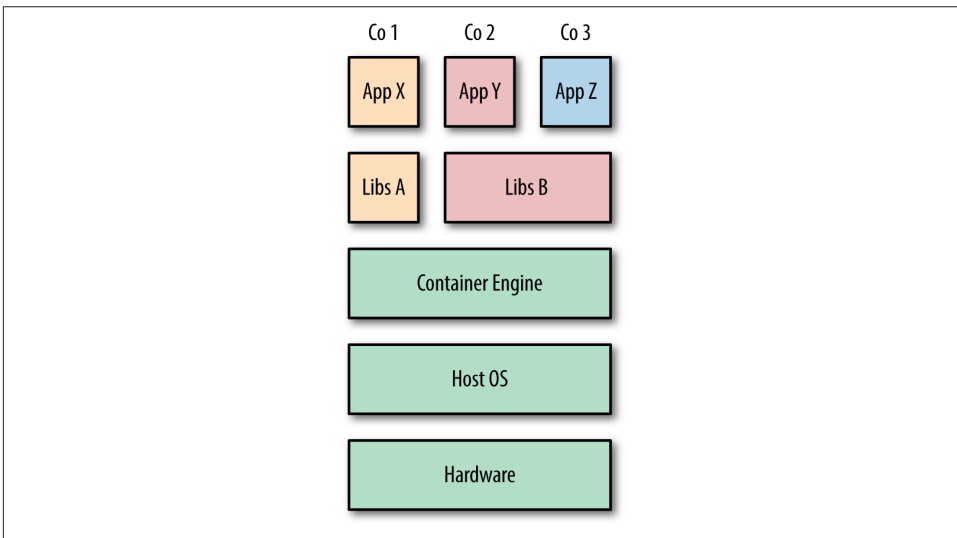 Co 1 Co 2 Co 3
App X App Y App Z
Libs A Libs B
Container Engine
Host OS
Hardware